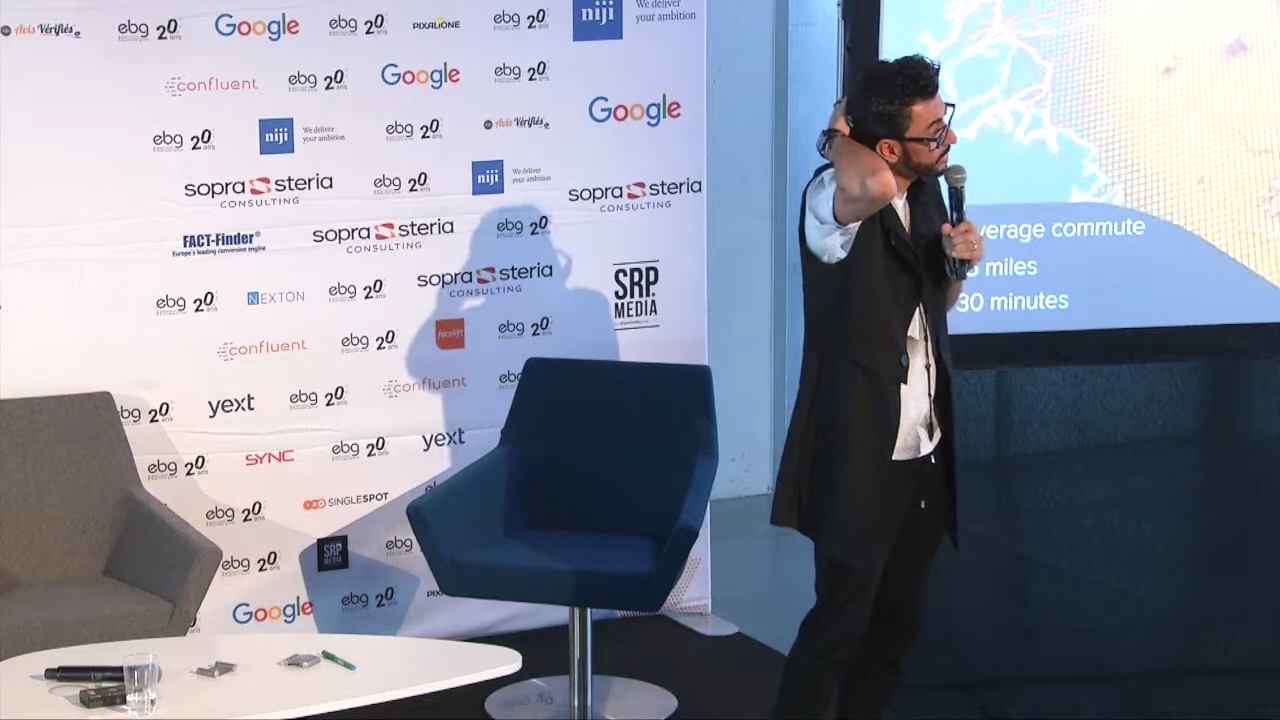 Avis Vérifiés
ebg 20 ans
Google
ebg 20 ans
PIXALIONE
ebg 20 ans
niji
We deliver
your ambition
confluent
ebg 20 ans
Google
ebg 20 ans
Google
ebg 20 ans
niji
We deliver
your ambition
ebg 20 ans
Avis Vérifiés
sopra steria
CONSULTING
ebg 20 ans
niji
We deliver
your ambition
sopra steria
CONSULTING
FACT-Finder®
Europe's leading conversion engine
sopra steria
CONSULTING
ebg 20 ans
verage commute
miles
30 minutes
sopra steria
CONSULTING
SRP.
MEDIA
ebg 20 ans
NEXTON
ebg 20 ans
confluent
ebg 20 ans
facelift
ebg 20 ans
confluent
ebg
bg 20 ans
yext
ebg 20 ans
yext
ebg 20 ans
SYNC
ebg 20 ans
ebg 20 ans
SINGLESPOT
SRP
MEDIA
ebg
ebg 20 ans
Google
ebg 20 ans